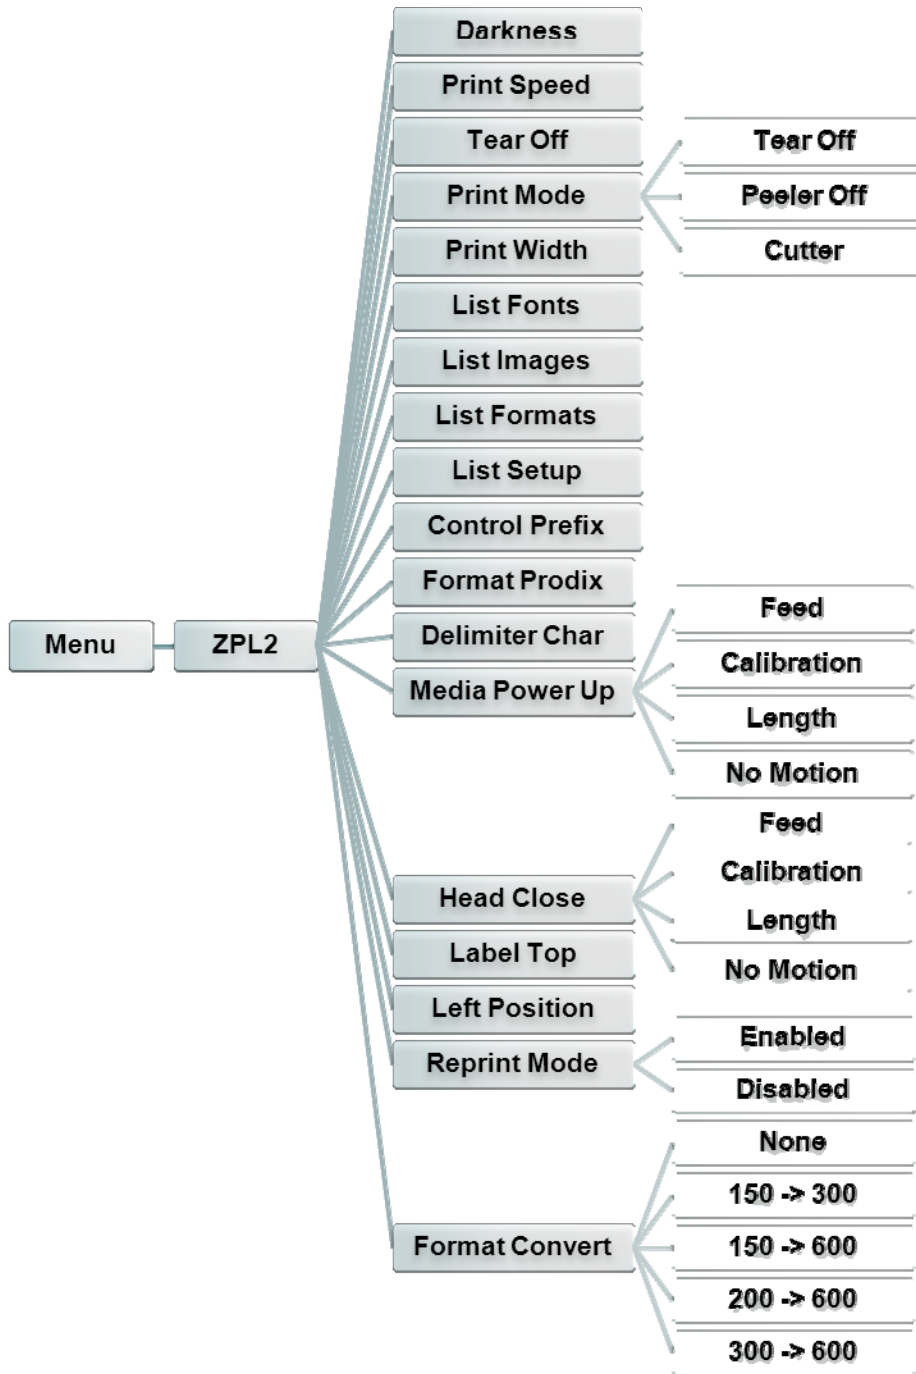 Darkness
Print Speed
Tear Off
Tear Off
Print Mode
Peeler Off
Print Width
Cutter
List Fonts
List Images
List Formats
List Setup
Control Prefix
Format Prodix
Feed
Menu
ZPL2
Delimiter Char
Calibration
Media Power Up
Length
No Motion
Feed
Calibration
Head Close
Length
Label Top
No Motion
Left Position
Enabled
Reprint Mode
Disabled
None
150 -> 300
Format Convert
150 -> 600
200 -> 600
300 -> 600